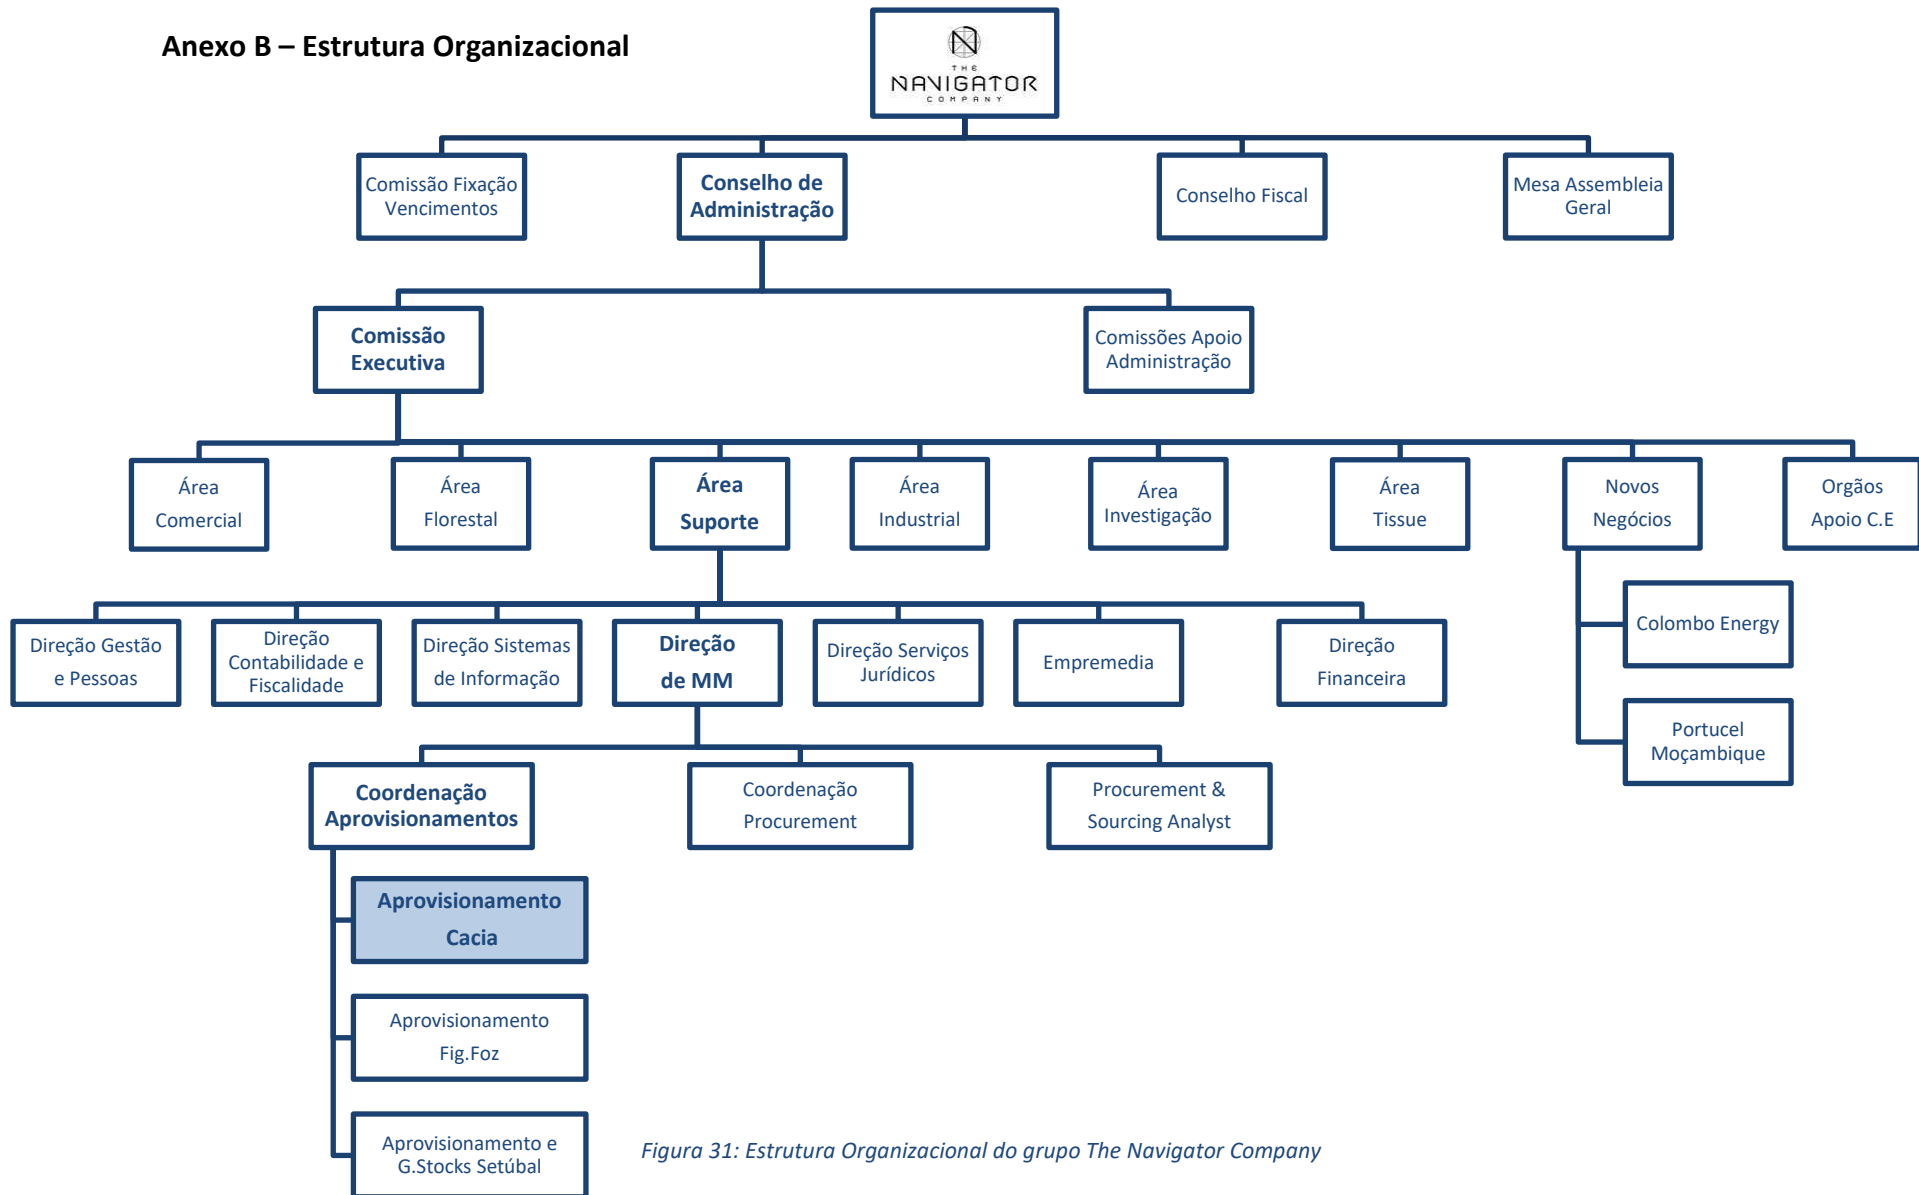 Anexo B – Estrutura Organizacional
THE
NAVIGATOR
COMPANY
Comissão Fixação
Vencimentos
Conselho de
Administração
Conselho Fiscal
Mesa Assembleia
Geral
Comissão
Executiva
Comissões Apoio
Administração
Área
Comercial
Área
Florestal
Área
Suporte
Área
Industrial
Área
Investigação
Área
Tissue
Novos
Negócios
Orgãos
Apoio C.E
Colombo Energy
Portucel
Moçambique
Direção Gestão
e Pessoas
Direção
Contabilidade e
Fiscalidade
Direção Sistemas
de Informação
Direção
de MM
Direção Serviços
Jurídicos
Empremedia
Direção
Financeira
Coordenação
Aprovisionamentos
Coordenação
Procurement
Procurement &
Sourcing Analyst
Aprovisionamento
Cacia
Aprovisionamento
Fig.Foz
Aprovisionamento e
G.Stocks Setúbal
Figura 31: Estrutura Organizacional do grupo The Navigator Company